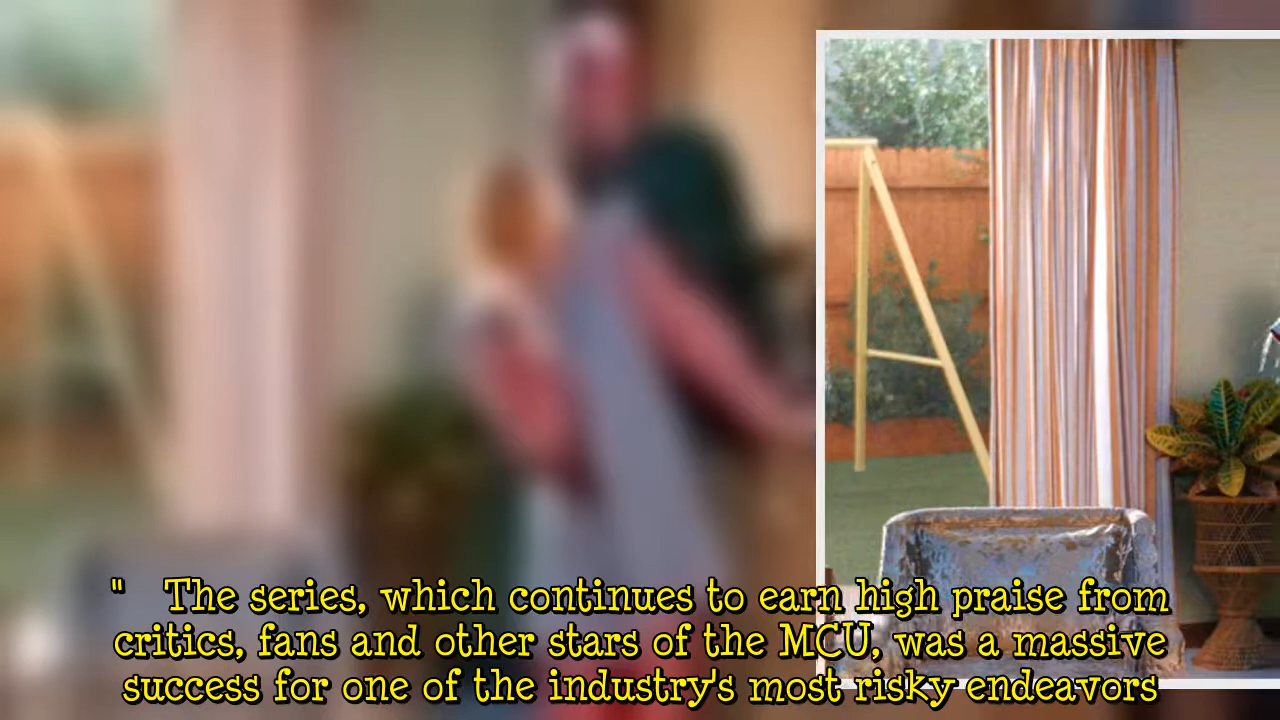 " The series, which continues to earn high praise from
critics, fans and other stars of the MCU, was a massive
success for one of the industry's most risky endeavors